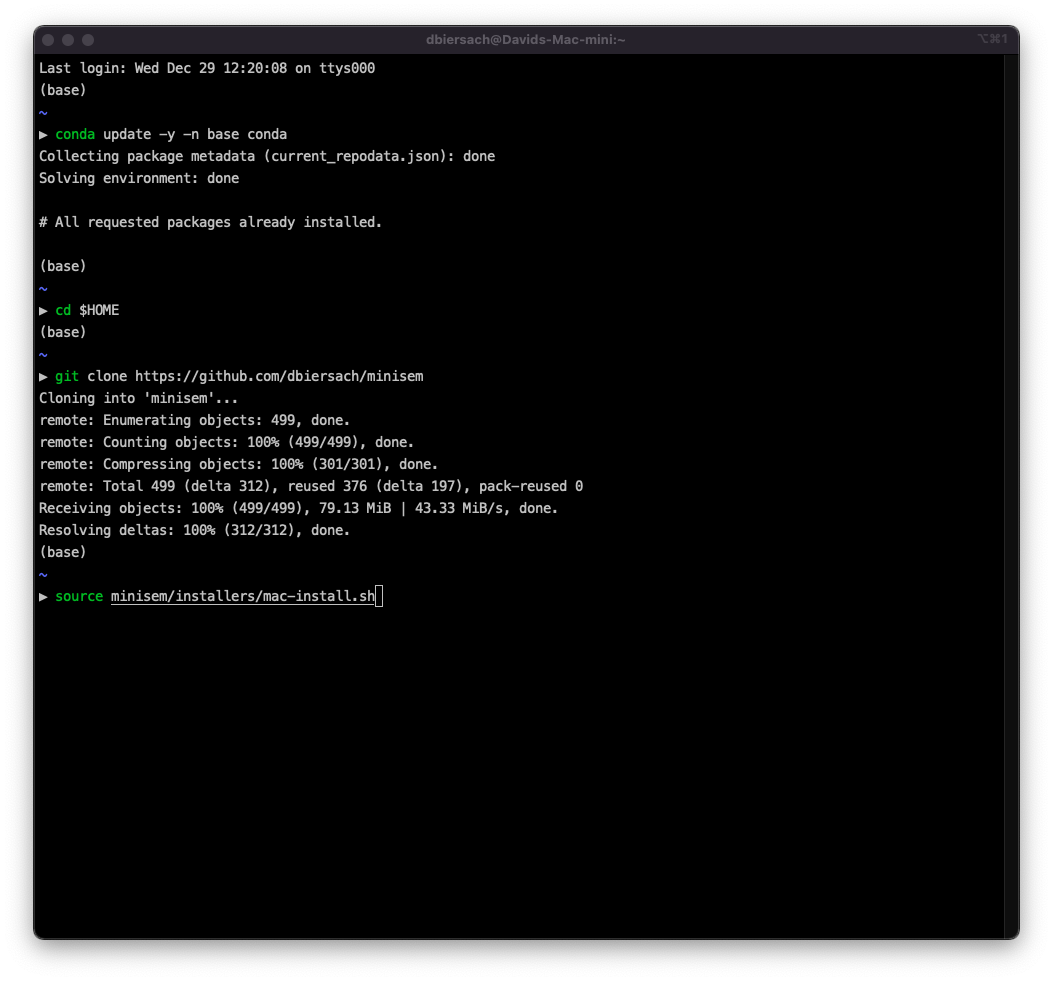 dbiersach@Davids-Mac-mini:~
⌥⌘1
Last login: Wed Dec 29 12:20:08 on ttys000
(base)
~
▶ conda update -y -n base conda
Collecting package metadata (current_repodata.json): done
Solving environment: done
# All requested packages already installed.
(base)
~
▶ cd $HOME
(base)
~
▶ git clone https://github.com/dbiersach/minisem
Cloning into 'minisem'...
remote: Enumerating objects: 499, done.
remote: Counting objects: 100% (499/499), done.
remote: Compressing objects: 100% (301/301), done.
remote: Total 499 (delta 312), reused 376 (delta 197), pack-reused 0
Receiving objects: 100% (499/499), 79.13 MiB | 43.33 MiB/s, done.
Resolving deltas: 100% (312/312), done.
(base)
~
▶ source minisem/installers/mac-install.sh